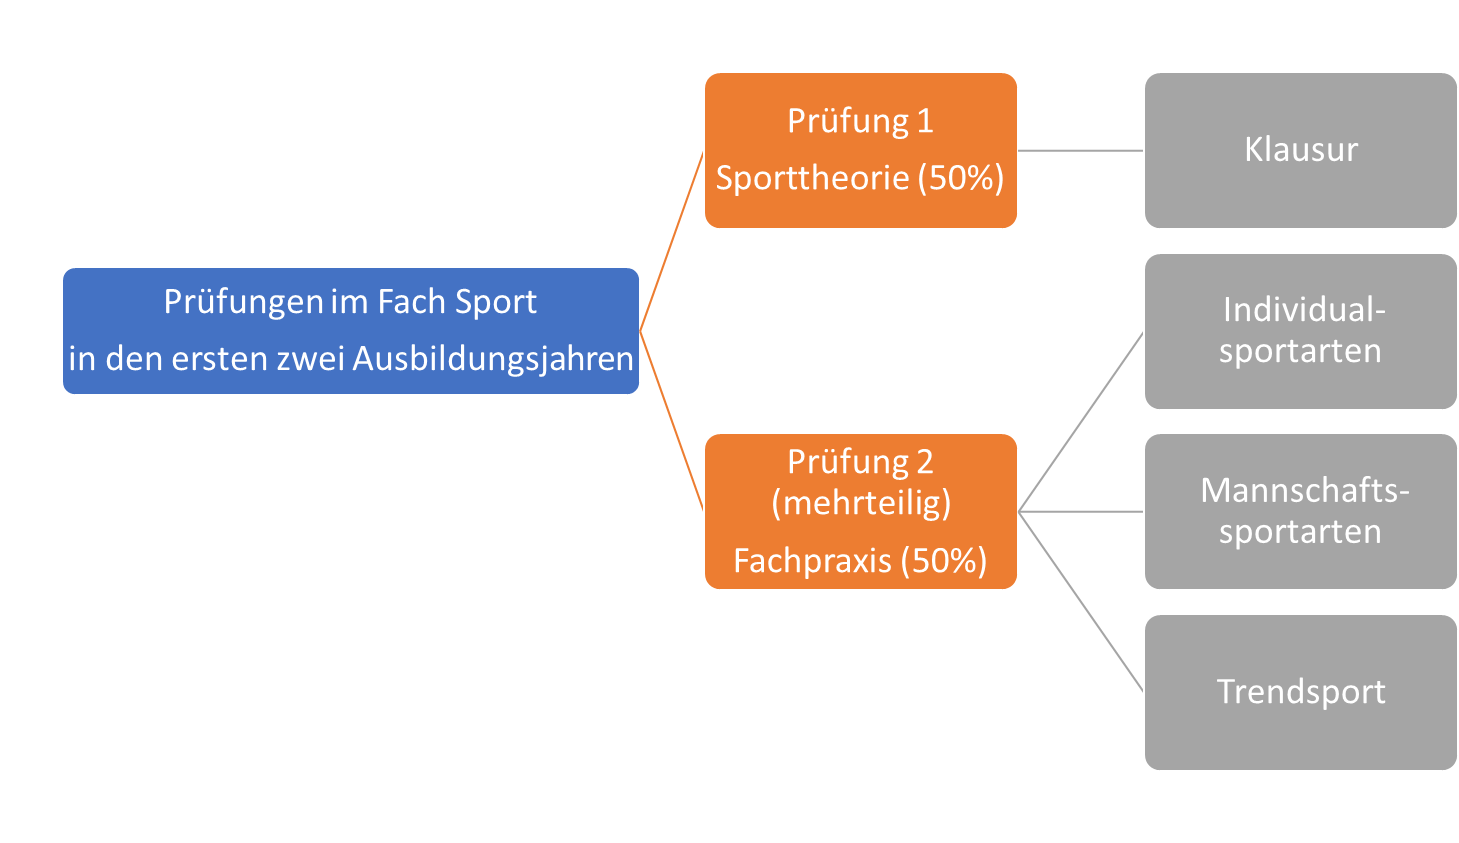 Prüfungen im Fach Sport
in den ersten zwei Ausbildungsjahren
Prüfung 1
Sporttheorie (50%)
Klausur
Prüfung 2
(mehrteilig)
Fachpraxis (50%)
Individual-
sportarten
Mannschafts-
sportarten
Trendsport